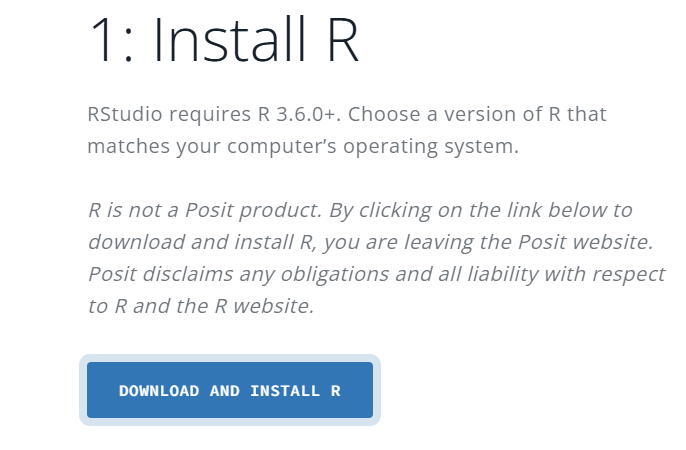 1: Install R
RStudio requires R 3.6.0+. Choose a version of R that
matches your computer’s operating system.
R is not a Posit product. By clicking on the link below to
download and install R, you are leaving the Posit website.
Posit disclaims any obligations and all liability with respect
to R and the R website.
DOWNLOAD AND INSTALL R